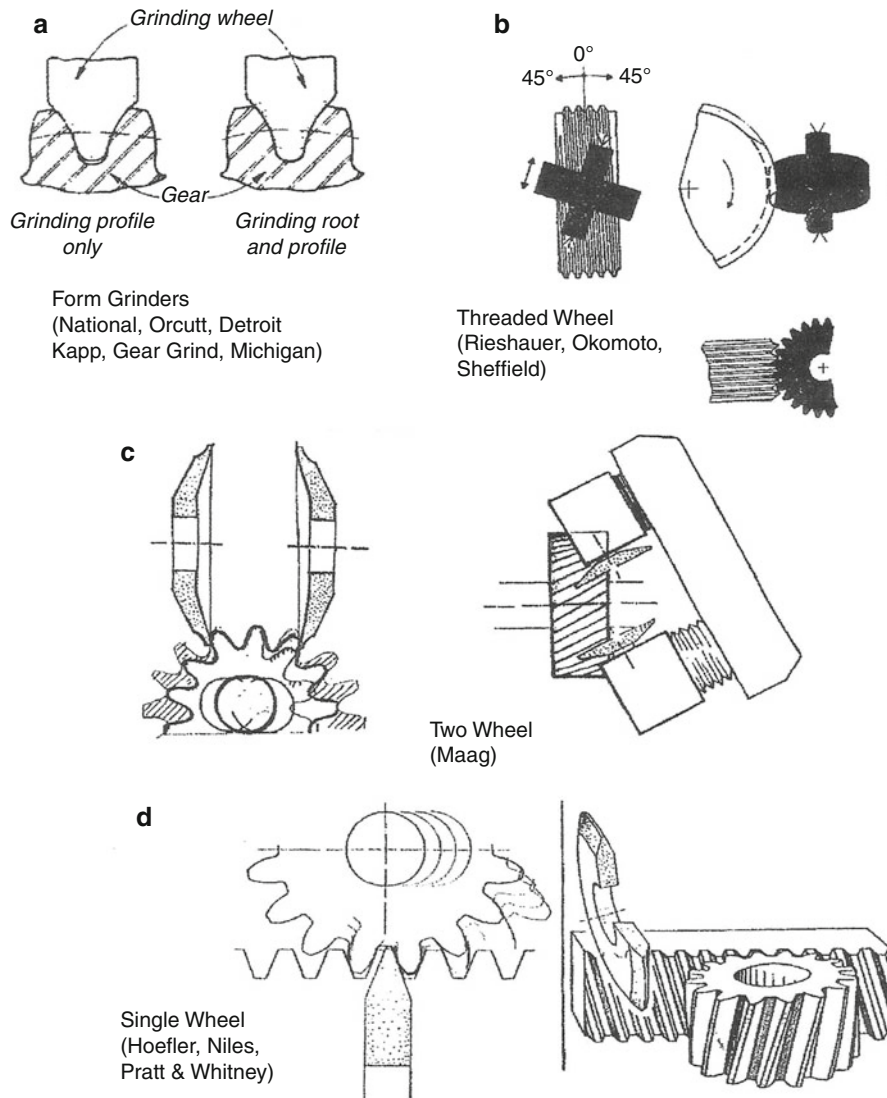 a
Grinding wheel
Gear
Grinding profile
only
Grinding root
and profile
Form Grinders
(National, Orcutt, Detroit
Kapp, Gear Grind, Michigan)
b
0°
45° 45°
Threaded Wheel
(Rieshauer, Okomoto,
Sheffield)
c
Two Wheel
(Maag)
d
Single Wheel
(Hoefler, Niles,
Pratt & Whitney)